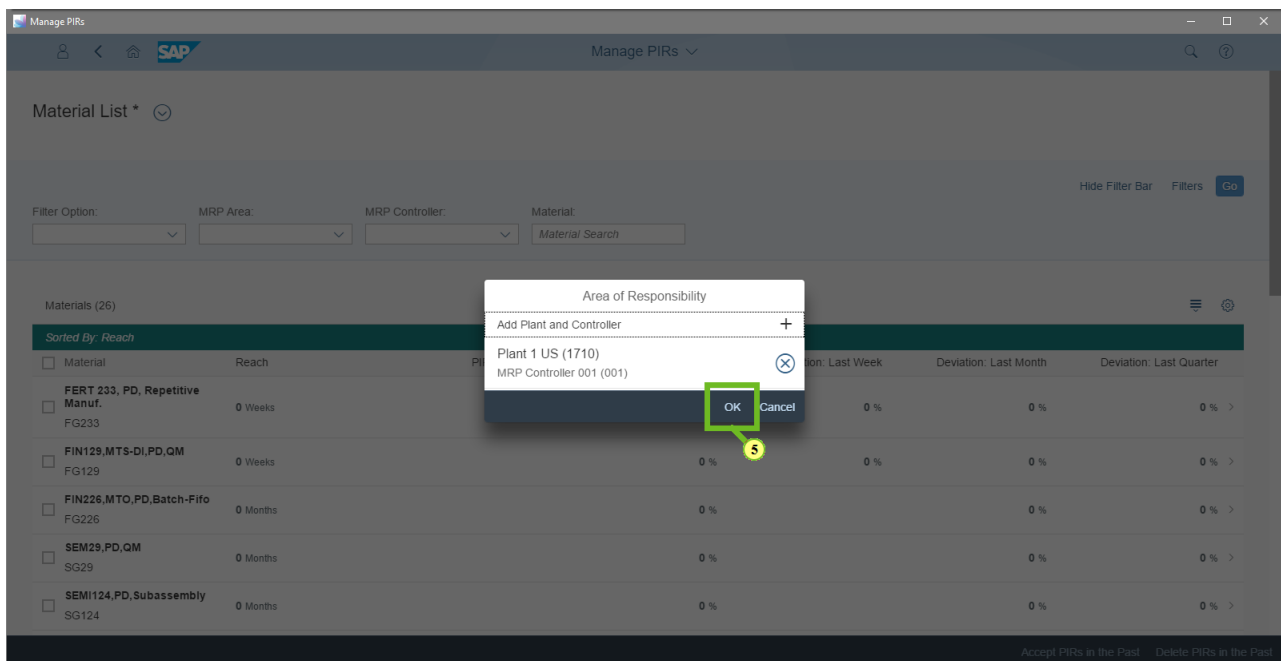 Manage PIRs
SAP
Manage PIRs
Material List *
Hide Filter Bar Filters Go
Filter Option: MRP Area: MRP Controller: Material:
Material Search
Area of Responsibility
Materials (26)
Add Plant and Controller
Sorted By: Reach
Plant 1 US (1710)
MRP Controller 001 (001)
Material Reach Deviation: Last Month Deviation: Last Quarter
Last Week
FERT 233, PD, Repetitive
Manuf.
0 Weeks OK Cancel 0 % 0 % 0 %
FG233
5
FIN129,MTS-DI,PD,QM
0 Weeks 0 % 0 % 0 % 0 %
FG129
FIN226,MTO,PD,Batch-Fifo
0 Months 0 % 0 % 0 %
FG226
SEM29,PD,QM
0 Months 0 % 0 % 0 %
SG29
SEMI124,PD,Subassembly
0 Months 0 % 0 % 0 %
SG124
Accept PIRs in the Past Delete PIRs in the Past